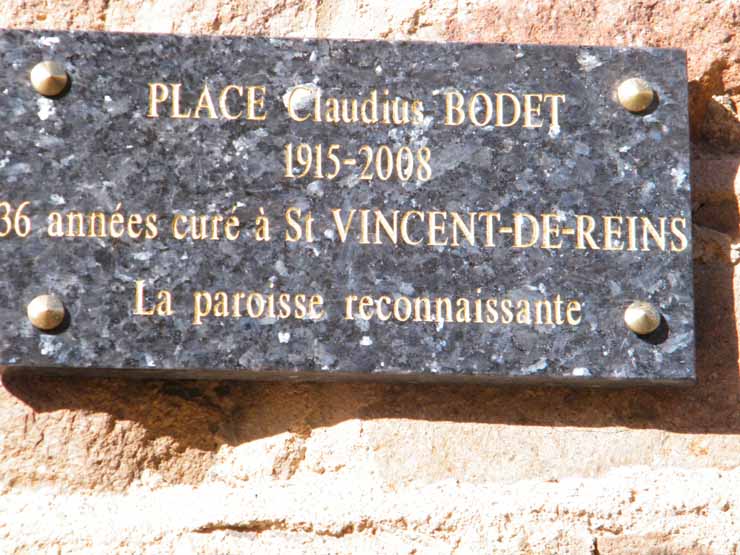 PLACE Claudius BODET
1915-2008
36 années curé à St VINCENT-DE-REINS
La paroisse reconnaissante